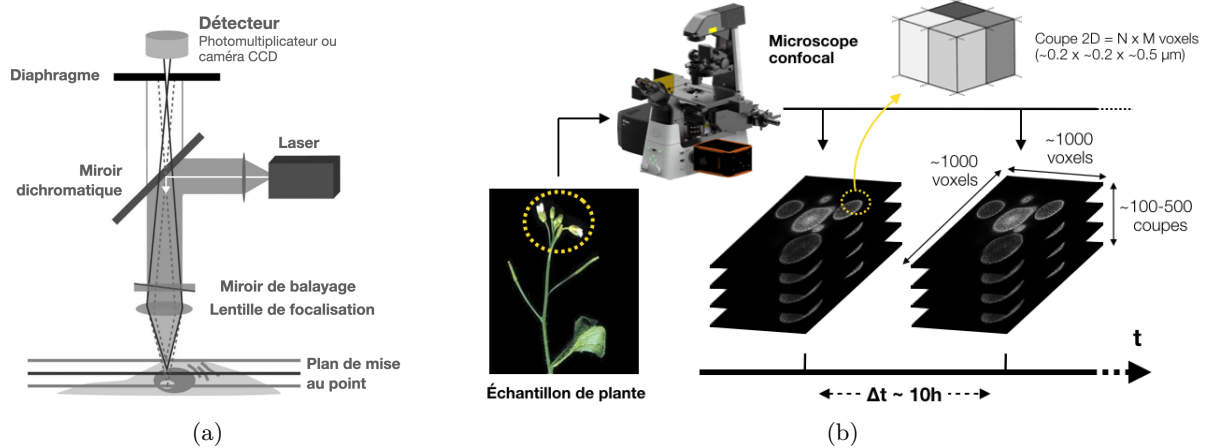 Détecteur
Photomultiplicateur ou
caméra CCD
Diaphragme
Laser
Miroir
dichromatique
Miroir de balayage
Lentille de focalisation
Plan de mise
au point
(a)
Microscope
confocal
Coupe 2D = N x M voxels
(~0.2 x ~0.2 x ~0.5 µm)
~1000
voxels
~1000
voxels
~100-500
coupes
Échantillon de plante
t
Δt ~ 10h
(b)